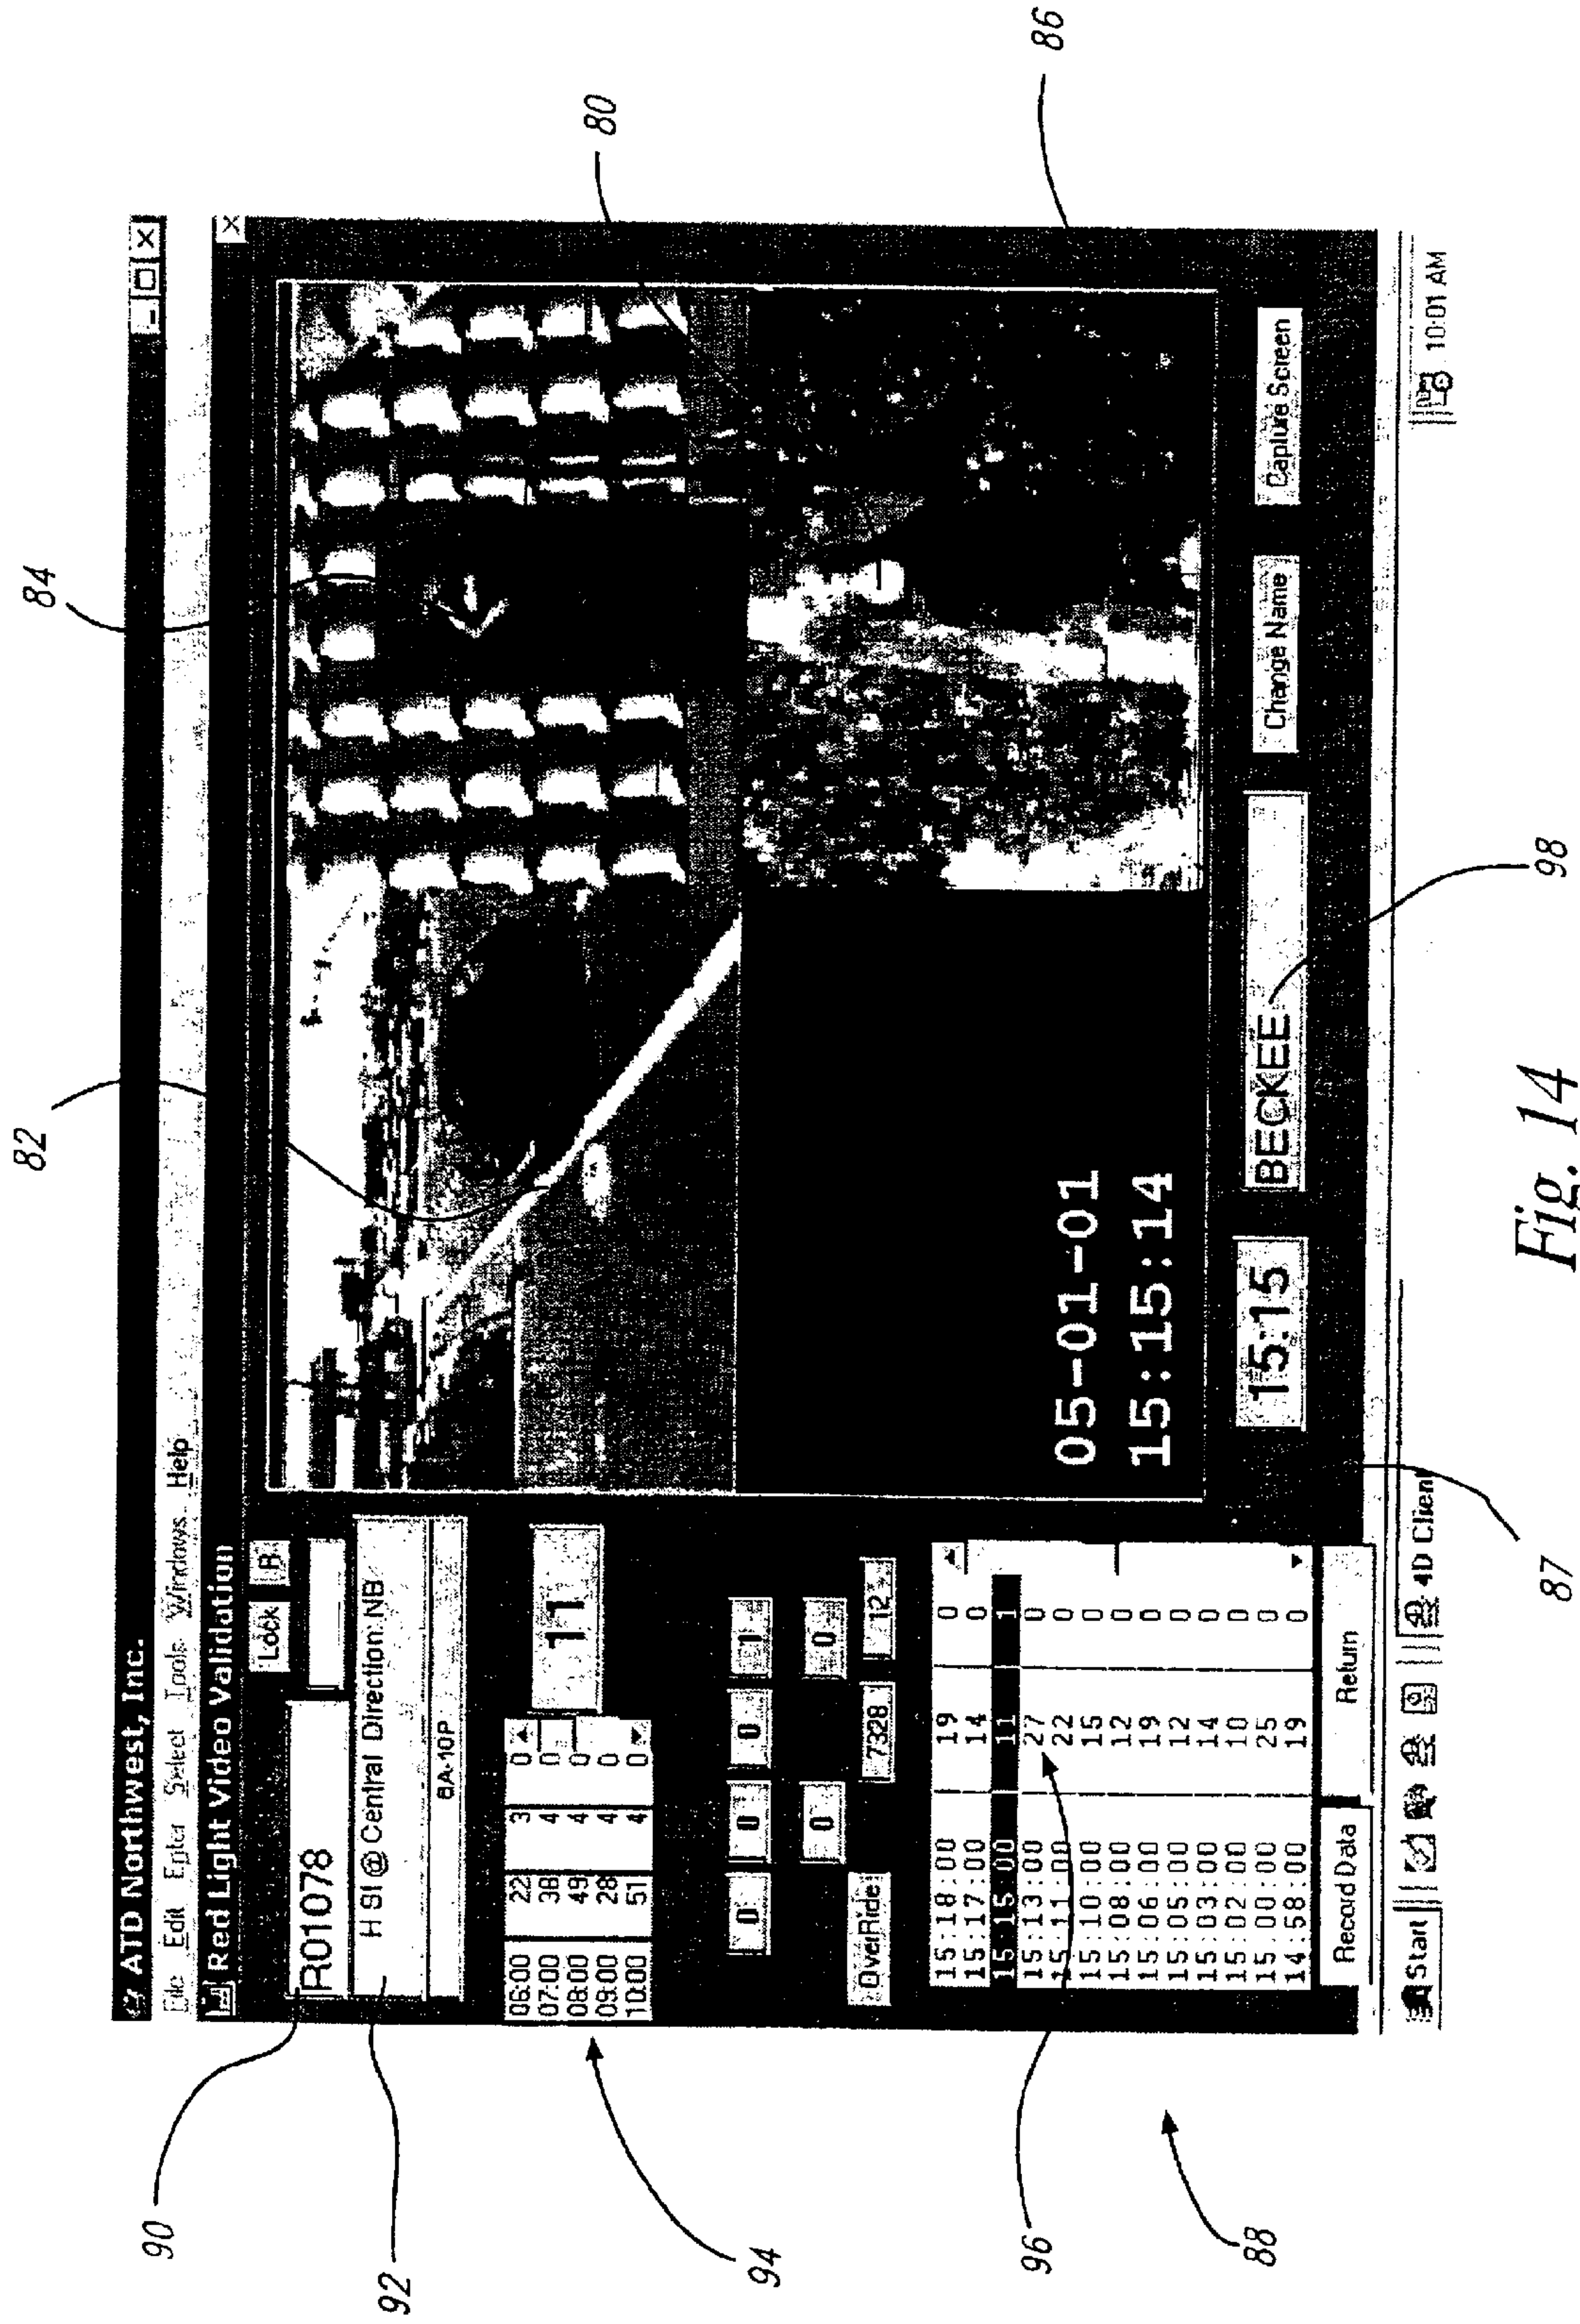 82
84
80
86
90
92
94
96
88
87
98
ATD Northwest, Inc.
File Edit Enter Select Tools Windows Help
Red Light Video Validation
Lock R
R01078
H St @ Central Direction: NB
6A-10P
06:00 22 3 0
07:00 38 4 0
08:00 49 4 0
09:00 28 4 0
10:00 51 4 0
11
0 0 0 1
0 0
OverRide 7328 12
15:18:00 19 0
15:17:00 14 0
15:15:00 11 1
15:13:00 27 0
15:11:00 22 0
15:10:00 15 0
15:08:00 12 0
15:06:00 19 0
15:05:00 12 0
15:03:00 14 0
15:02:00 10 0
15:00:00 25 0
14:58:00 19 0
Record Data Return
05-01-01
15:15:14
15:15 BECKEE Change Name Capture Screen
Start 4D Client 10:01 AM
Fig. 14